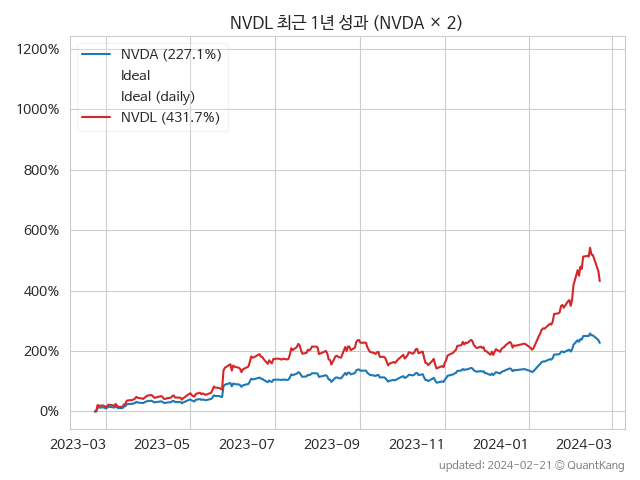 NVDL 최근 1년 성과 (NVDA × 2)
1200%
1000%
800%
600%
400%
200%
0%
NVDA (227.1%)
Ideal
Ideal (daily)
NVDL (431.7%)
2023-03
2023-05
2023-07
2023-09
2023-11
2024-01
2024-03
updated: 2024-02-21 © QuantKang